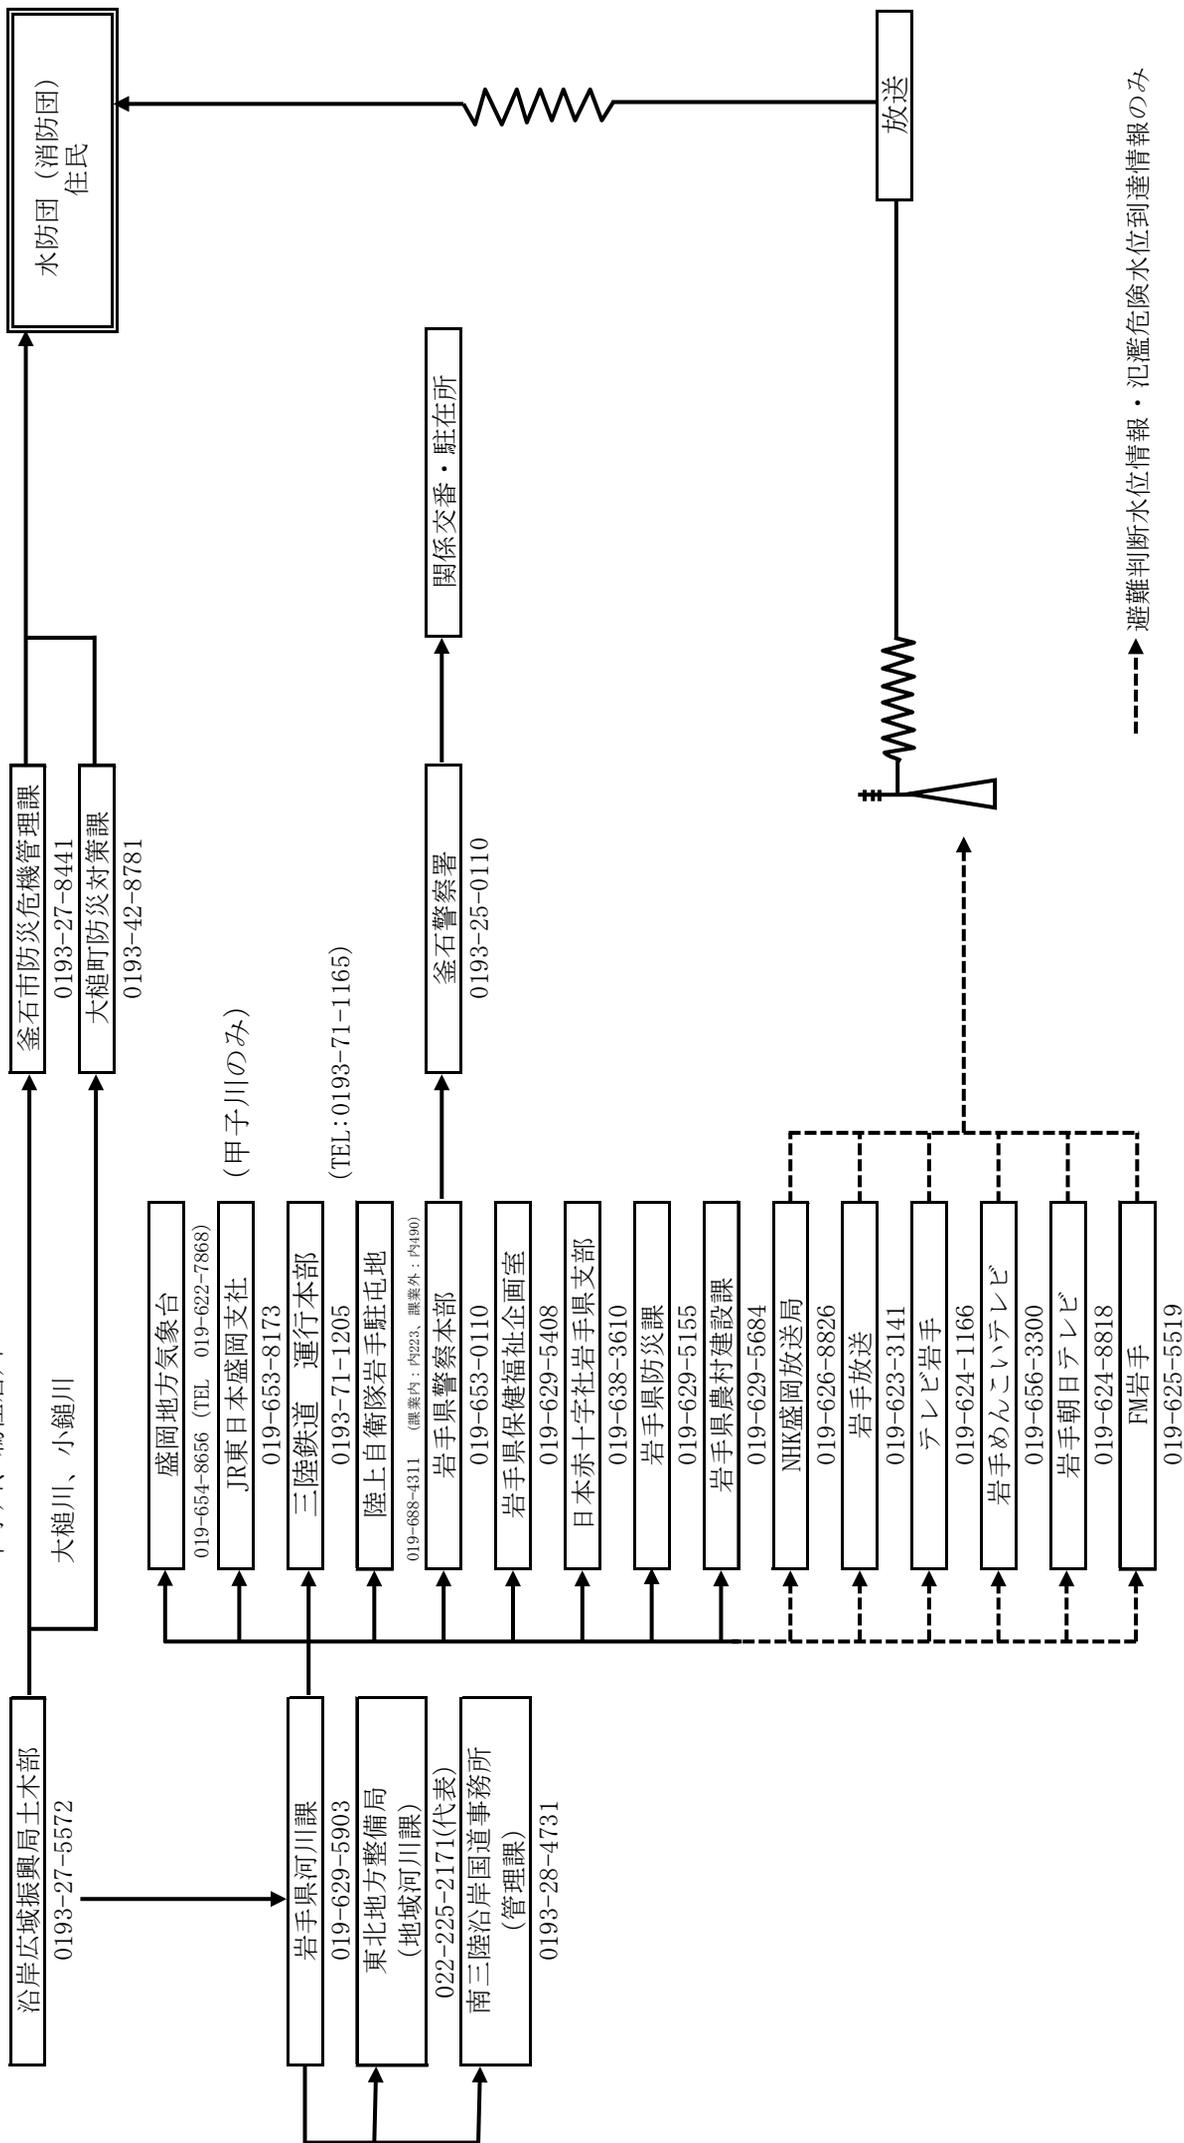 沿岸広域振興局土木部
0193-27-5572
大槌川、小鎚川
釜石市防災危機管理課
0193-27-8441
大槌町防災対策課
0193-42-8781
水防団（消防団）
住民
岩手県河川課
019-629-5903
東北地方整備局
（地域河川課）
022-225-2171(代表)
南三陸沿岸国道事務所
（管理課）
0193-28-4731
盛岡地方気象台
019-654-8656（TEL 019-622-7868）
JR東日本盛岡支社
（甲子川のみ）
019-653-8173
三陸鉄道　運行本部
0193-71-1205
（TEL:0193-71-1165）
陸上自衛隊岩手駐屯地
019-688-4311　（課業内：内223、課業外：内490）
岩手県警察本部
019-653-0110
釜石警察署
0193-25-0110
関係交番・駐在所
岩手県保健福祉企画室
019-629-5408
日本赤十字社岩手県支部
019-638-3610
岩手県防災課
019-629-5155
岩手県農村建設課
019-629-5684
NHK盛岡放送局
019-626-8826
岩手放送
019-623-3141
テレビ岩手
019-624-1166
岩手めんこいテレビ
019-656-3300
岩手朝日テレビ
019-624-8818
FM岩手
019-625-5519
放送
避難判断水位情報・氾濫危険水位到達情報のみ